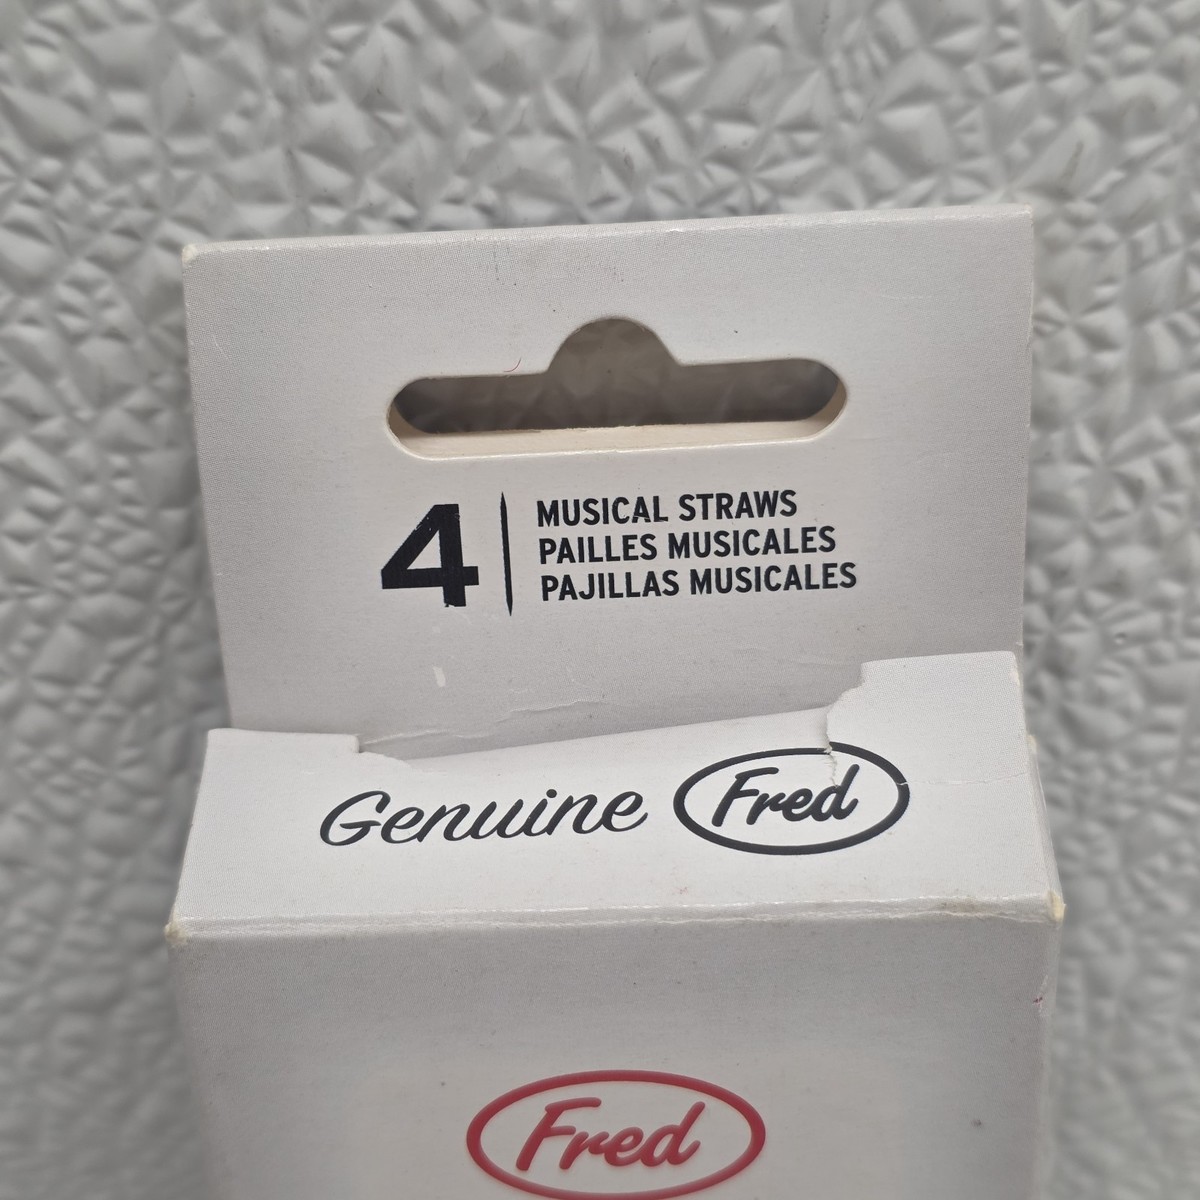 4
MUSICAL STRAWS
PAILLES MUSICALES
PAJILLAS MUSICALES
Genuine Fred
Fred